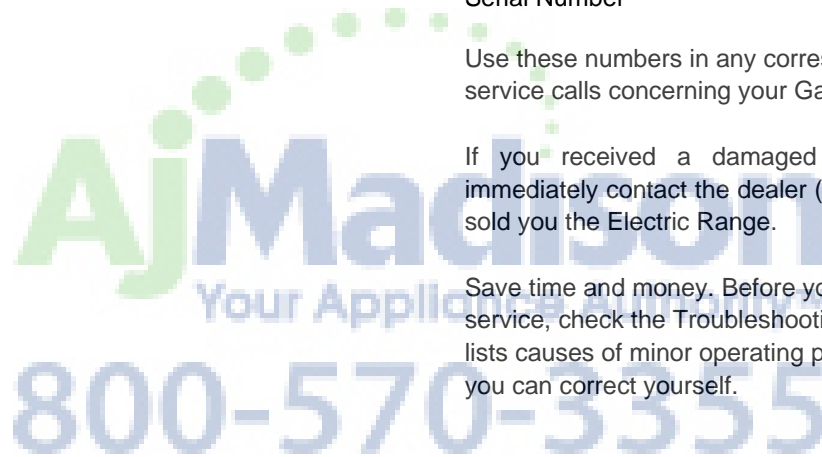 Serial Number
Use these numbers in any corres
service calls concerning your Ga
If you received a damaged
immediately contact the dealer (
sold you the Electric Range.
Save time and money. Before yo
service, check the Troubleshooti
lists causes of minor operating p
you can correct yourself.
AjMadison
Your Appliance Authority
800-570-3355